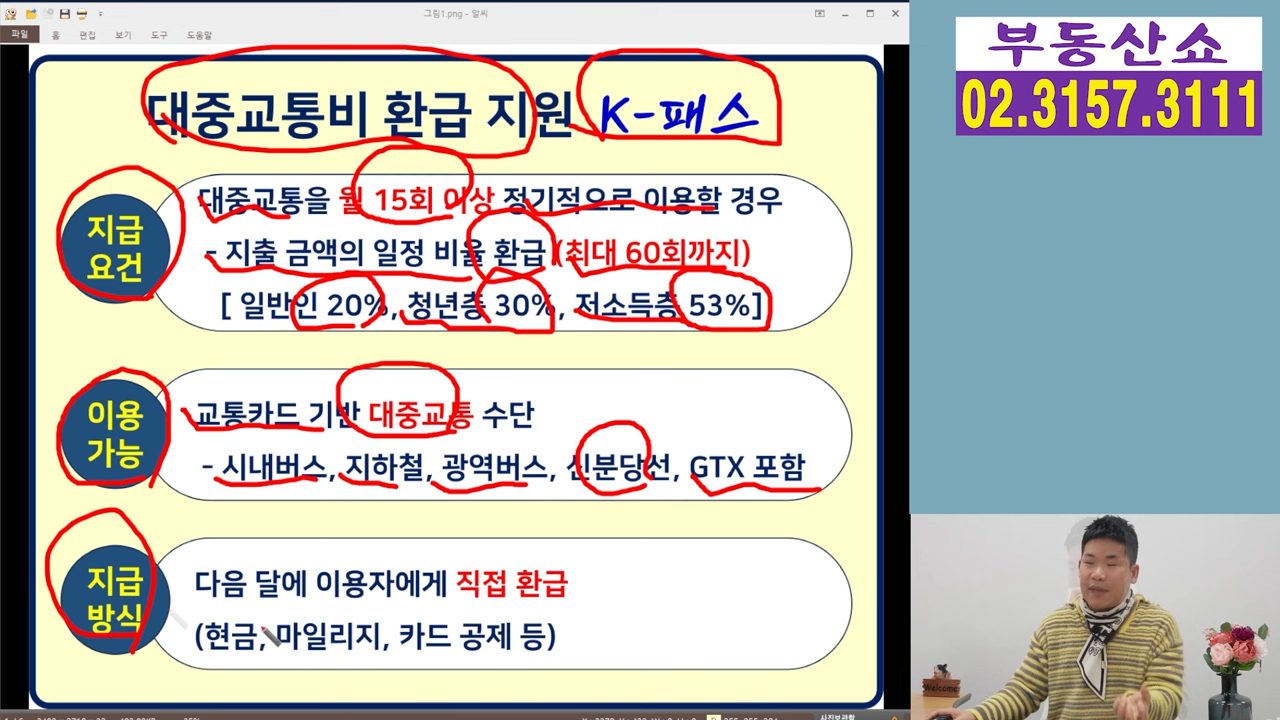 그림1.png - 알씨
파일 홈 편집 보기 도구 도움말
부동산쇼
02.3157.3111
대중교통비 환급 지원 K-패스
지급
요건
대중교통을 월 15회 이상 정기적으로 이용할 경우
- 지출 금액의 일정 비율 환급 (최대 60회까지)
[ 일반인 20%, 청년층 30%, 저소득층 53%]
이용
가능
교통카드 기반 대중교통 수단
- 시내버스, 지하철, 광역버스, 신분당선, GTX 포함
지급
방식
다음 달에 이용자에게 직접 환급
(현금, 마일리지, 카드 공제 등)
Welcome